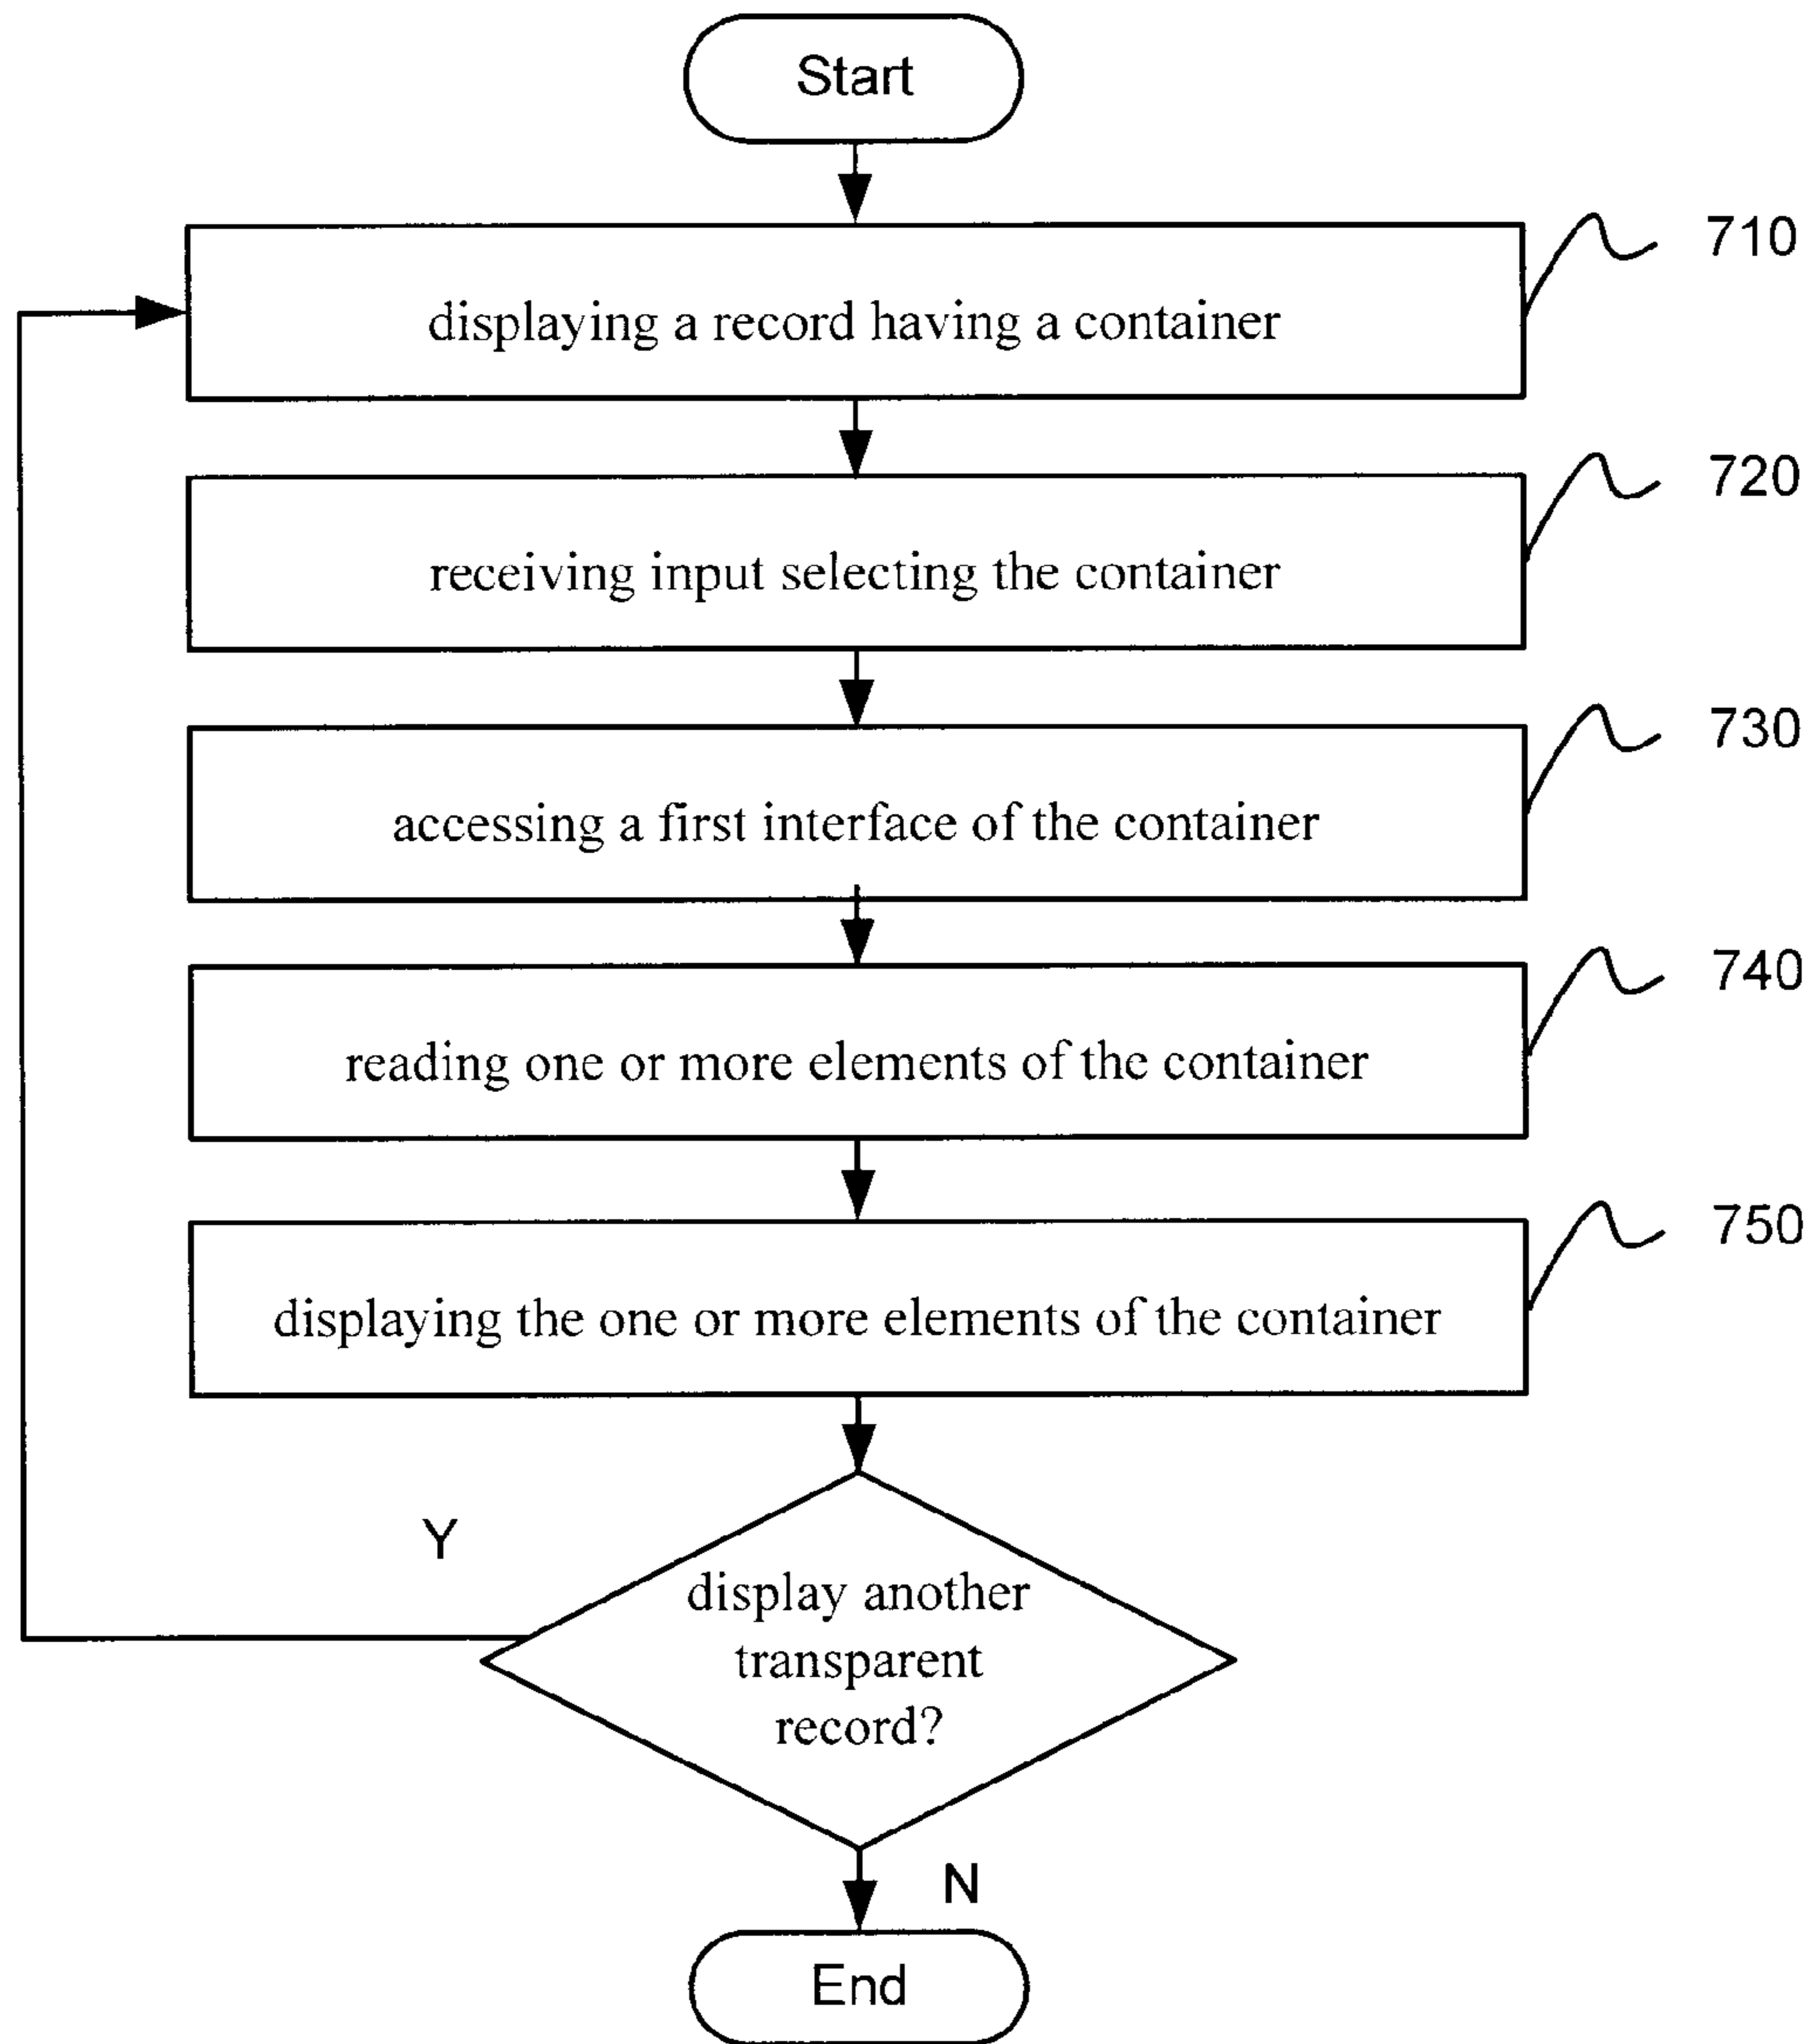 Start
displaying a record having a container
710
receiving input selecting the container
720
accessing a first interface of the container
730
reading one or more elements of the container
740
displaying the one or more elements of the container
750
Y
display another
transparent
record?
N
End